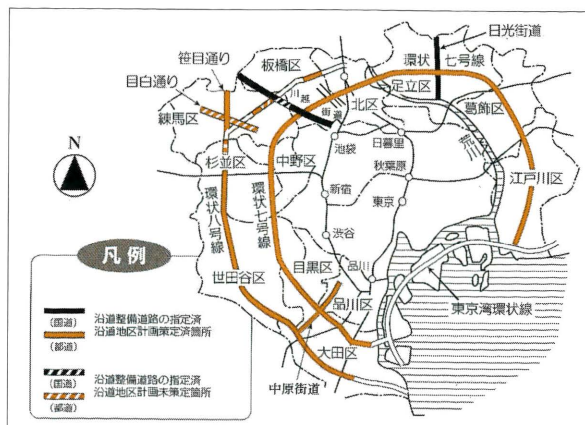 日光街道
笹目通り
板橋区
環状
七号線
目白通り
川越
街道
北区
足立区
葛飾区
練馬区
荒川
日暮里
池袋
杉並区
中野区
秋葉原
江戸川区
N
新宿
東京
環状八号線
環状七号線
渋谷
凡例
目黒区
品川
世田谷区
品川区
東京湾環状線
大田区
中原街道
(国道)
沿道整備道路の指定済
(都道)
沿道地区計画策定済箇所
(国道)
沿道整備道路の指定済
(都道)
沿道地区計画未策定箇所